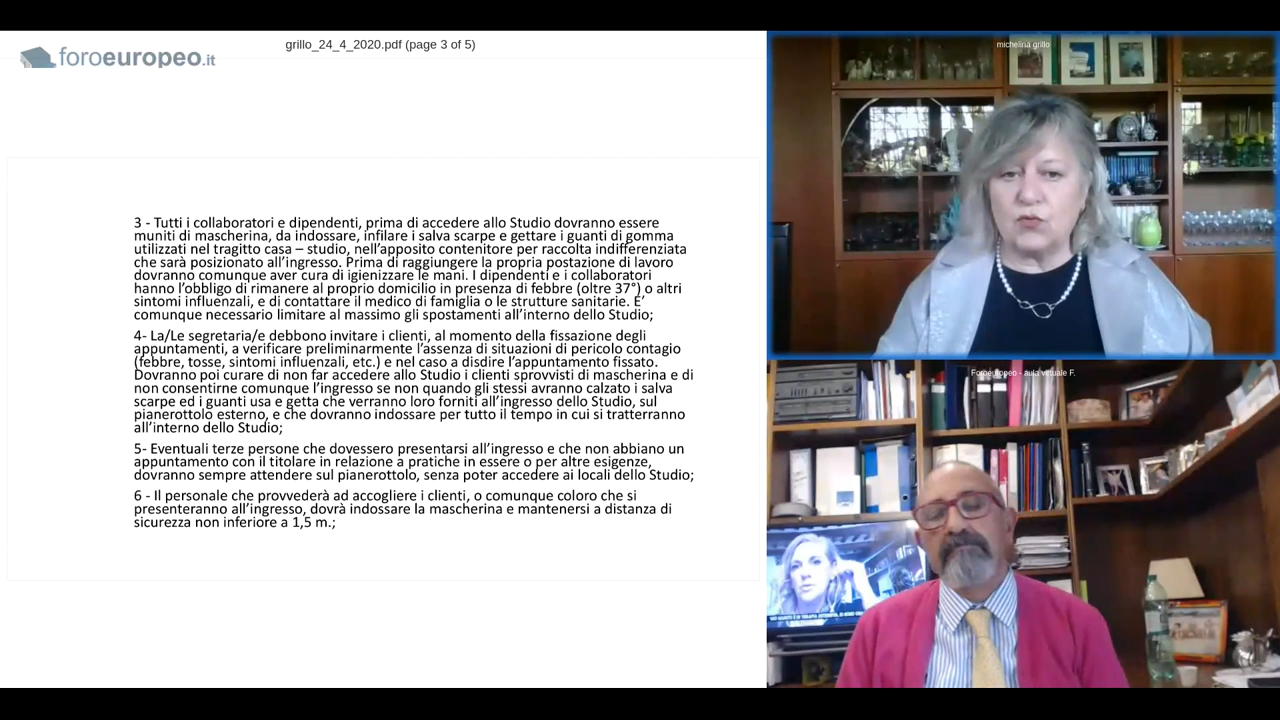 foroeuropeo.it
grillo_24_4_2020.pdf (page 3 of 5)
3 - Tutti i collaboratori e dipendenti, prima di accedere allo Studio dovranno essere
muniti di mascherina, da indossare, infilare i salva scarpe e gettare i guanti di gomma
utilizzati nel tragitto casa – studio, nell’apposito contenitore per raccolta indifferenziata
che sarà posizionato all’ingresso. Prima di raggiungere la propria postazione di lavoro
dovranno comunque aver cura di igienizzare le mani. I dipendenti e i collaboratori
hanno l’obbligo di rimanere al proprio domicilio in presenza di febbre (oltre 37°) o altri
sintomi influenzali, e di contattare il medico di famiglia o le strutture sanitarie. E’
comunque necessario limitare al massimo gli spostamenti all’interno dello Studio;
4- La/Le segretaria/e debbono invitare i clienti, al momento della fissazione degli
appuntamenti, a verificare preliminarmente l’assenza di situazioni di pericolo contagio
(febbre, tosse, sintomi influenzali, etc.) e nel caso a disdire l’appuntamento fissato.
Dovranno poi curare di non far accedere allo Studio i clienti sprovvisti di mascherina e di
non consentirne comunque l’ingresso se non quando gli stessi avranno calzato i salva
scarpe ed i guanti usa e getta che verranno loro forniti all’ingresso dello Studio, sul
pianerottolo esterno, e che dovranno indossare per tutto il tempo in cui si tratterranno
all’interno dello Studio;
5- Eventuali terze persone che dovessero presentarsi all’ingresso e che non abbiano un
appuntamento con il titolare in relazione a pratiche in essere o per altre esigenze,
dovranno sempre attendere sul pianerottolo, senza poter accedere ai locali dello Studio;
6 - Il personale che provvederà ad accogliere i clienti, o comunque coloro che si
presenteranno all’ingresso, dovrà indossare la mascherina e mantenersi a distanza di
sicurezza non inferiore a 1,5 m.;
michelina grillo
Foroeuropeo - aula virtuale F.